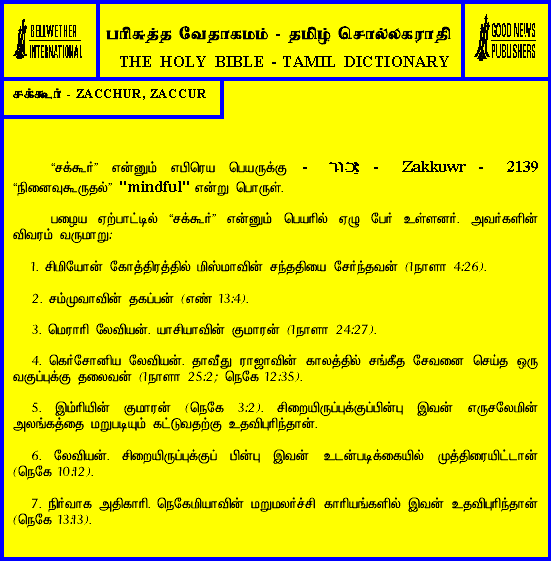 BELLWETHER
INTERNATIONAL
பரிசுத்த வேதாகமம் - தமிழ் சொல்லகராதி
THE HOLY BIBLE - TAMIL DICTIONARY
GOOD NEWS
PUBLISHERS
சக்கூர் - ZACCHUR, ZACCUR
“சக்கூர்” என்னும் எபிரெய பெயருக்கு - - Zakkuwr - 2139
“நினைவுகூருதல்” "mindful" என்று பொருள்.
பழைய ஏற்பாட்டில் “சக்கூர்” என்னும் பெயரில் ஏழு பேர் உள்ளனர். அவர்களின்
விவரம் வருமாறு:
1. சிமியோன் கோத்திரத்தில் மிஸ்மாவின் சந்ததியை சேர்ந்தவன் (1நாளா 4:26).
2. சம்முவாவின் தகப்பன் (எண் 13:4).
3. மெராரி லேவியன். யாசியாவின் குமாரன் (1நாளா 24:27).
4. கெர்சோனிய லேவியன். தாவீது ராஜாவின் காலத்தில் சங்கீத சேவனை செய்த ஒரு
வகுப்புக்கு தலைவன் (1நாளா 25:2; நெகே 12:35).
5. இம்ரியின் குமாரன் (நெகே 3:2). சிறையிருப்புக்குப்பின்பு இவன் எருசலேமின்
அலங்கத்தை மறுபடியும் கட்டுவதற்கு உதவிபுரிந்தான்.
6. லேவியன். சிறையிருப்புக்குப் பின்பு இவன் உடன்படிக்கையில் முத்திரையிட்டான்
(நெகே 10:12).
7. நிர்வாக அதிகாரி. நெகேமியாவின் மறுமலர்ச்சி காரியங்களில் இவன் உதவிபுரிந்தான்
(நெகே 13:13).